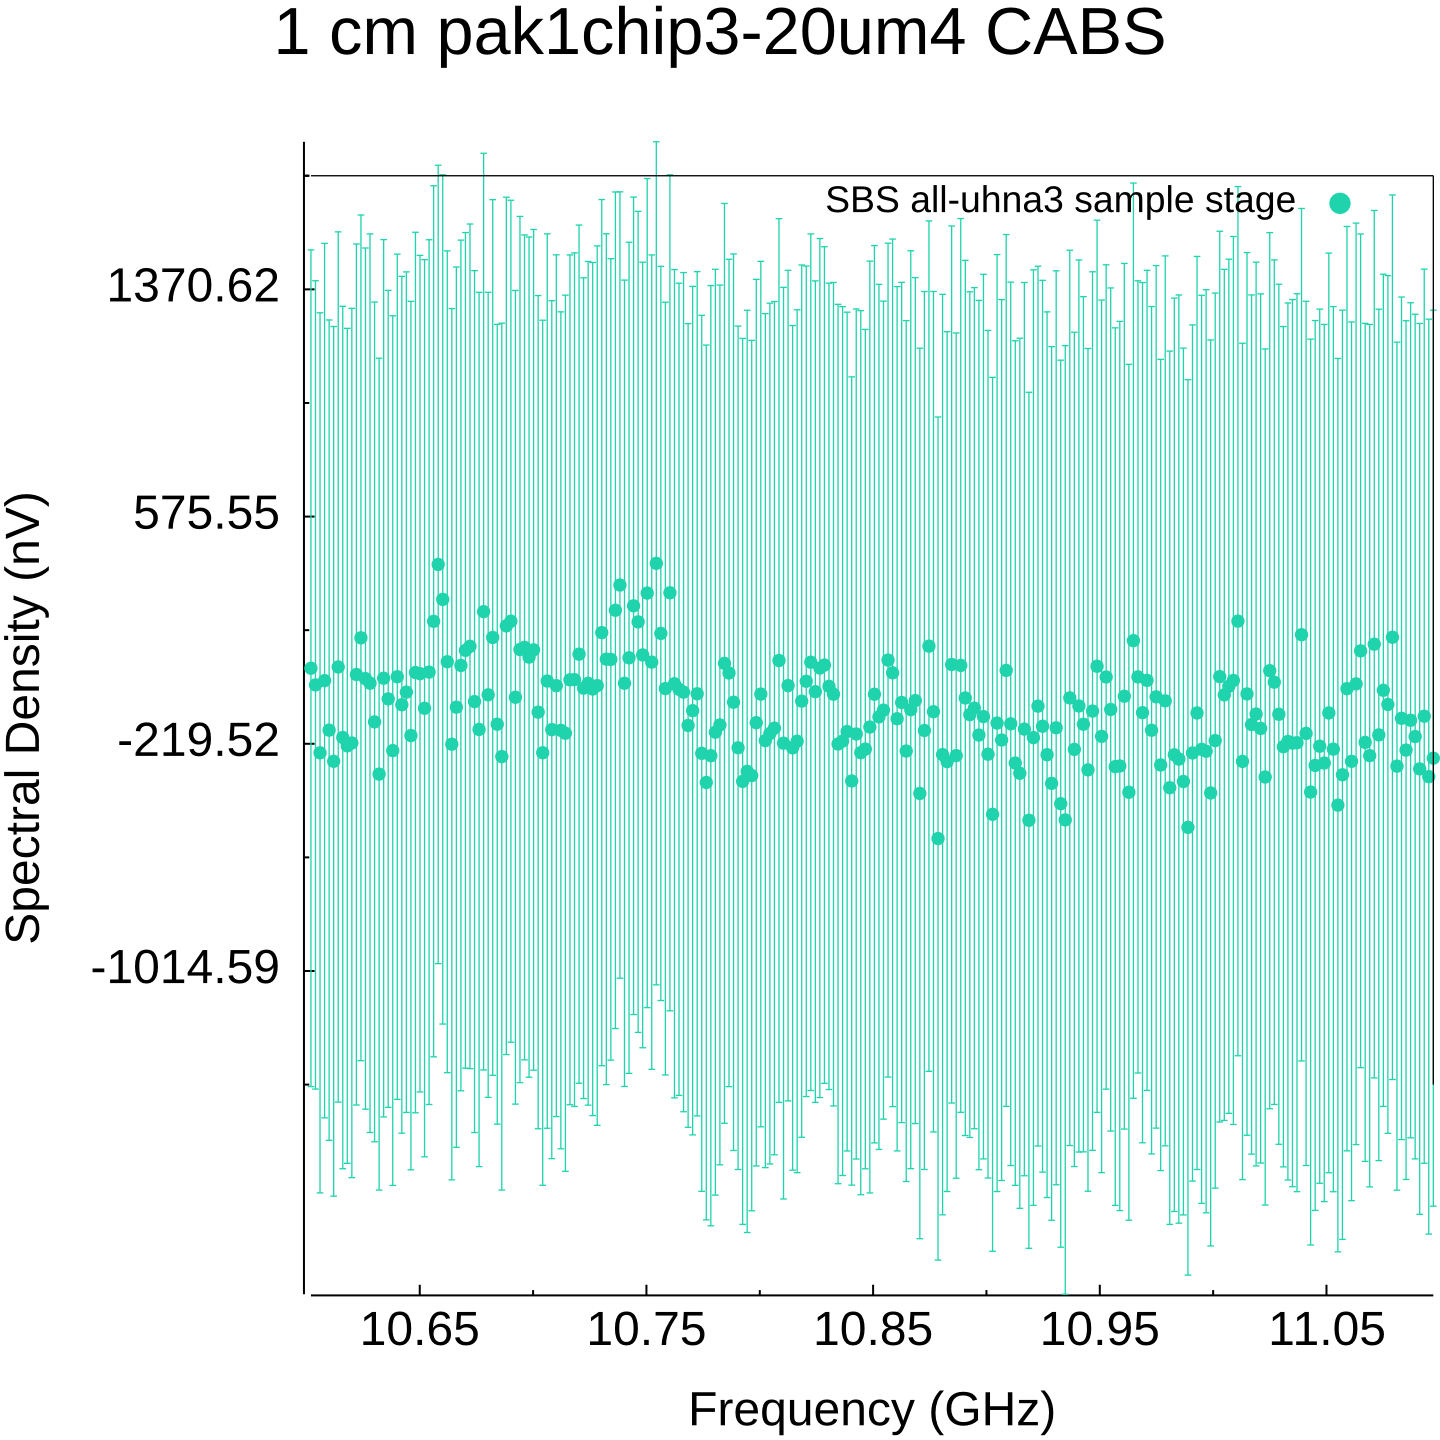 1 cm pak1chip3-20um4 CABS
SBS all-uhna3 sample stage
1370.62
575.55
-219.52
-1014.59
Spectral Density (nV)
10.65 10.75 10.85 10.95 11.05
Frequency (GHz)